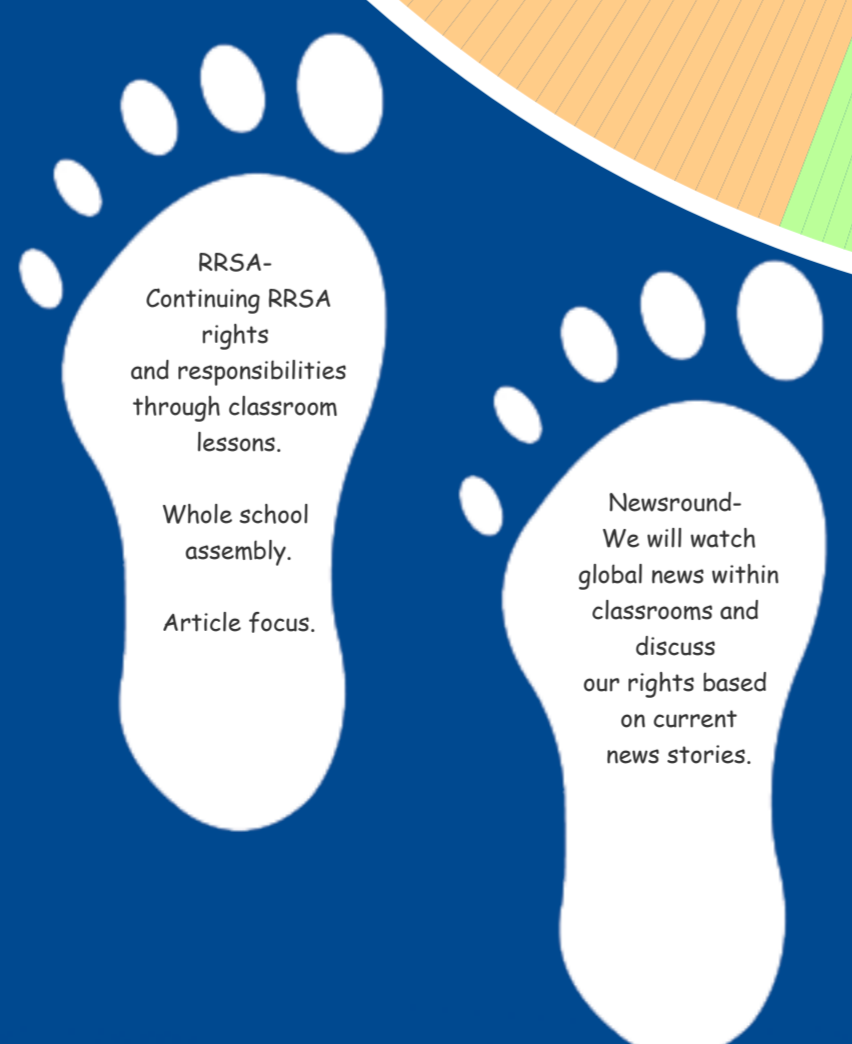 RRSA-
Continuing RRSA
rights
and responsibilities
through classroom
lessons.
Whole school
assembly.
Article focus.
Newsround-
We will watch
global news within
classrooms and
discuss
our rights based
on current
news stories.